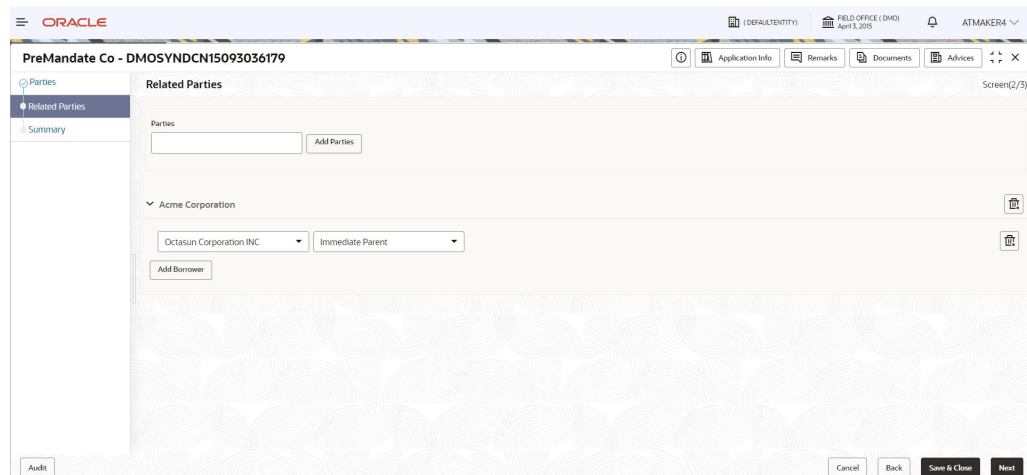 ORACLE
( DEFAULTENTITY)
FIELD OFFICE ( DMO)
April 3, 2015
ATMAKER4
PreMandate Co - DMOSYNDCN15093036179
Application Info
Remarks
Documents
Advices
Parties
Related Parties
Summary
Related Parties
Screen(2/3)
Parties
Add Parties
Acme Corporation
Octasun Corporation INC
Immediate Parent
Add Borrower
Audit
Cancel
Back
Save & Close
Next